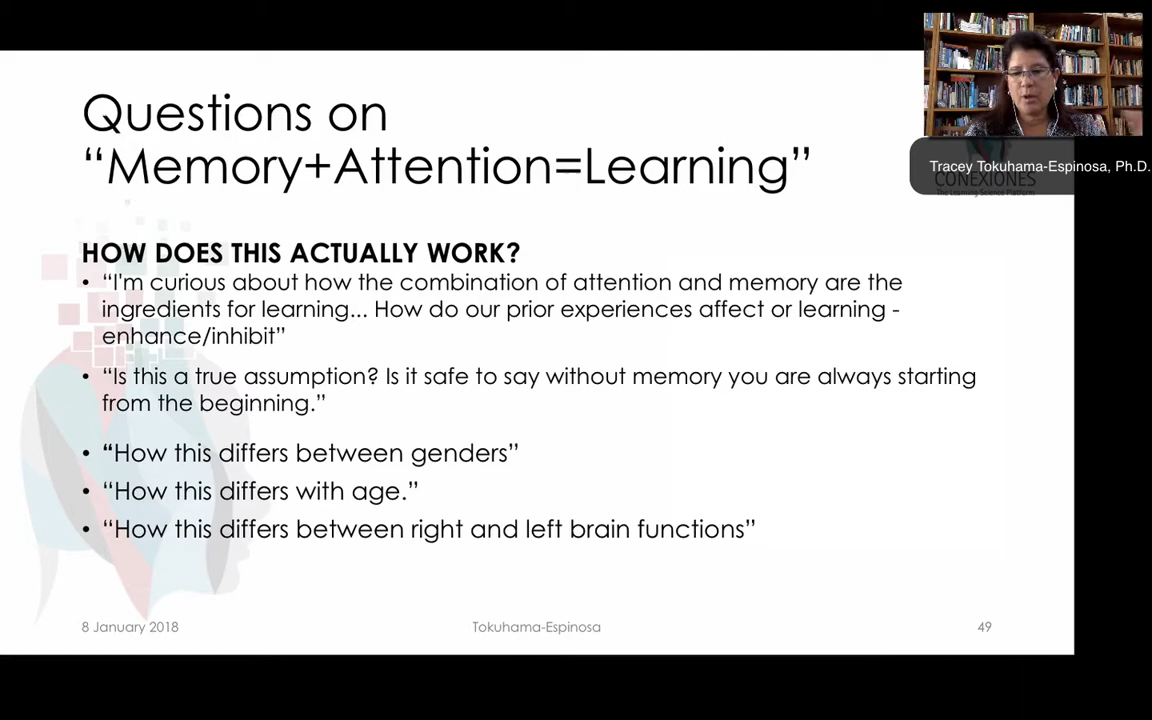 Questions on
“Memory+Attention=Learning”
Tracey Tokuhama-Espinosa, Ph.D.
CONEXIONES
The Learning Science Platform
HOW DOES THIS ACTUALLY WORK?
• “I'm curious about how the combination of attention and memory are the
ingredients for learning... How do our prior experiences affect or learning -
enhance/inhibit”
• “Is this a true assumption? Is it safe to say without memory you are always starting
from the beginning.”
• “How this differs between genders”
• “How this differs with age.”
• “How this differs between right and left brain functions”
8 January 2018
Tokuhama-Espinosa
49